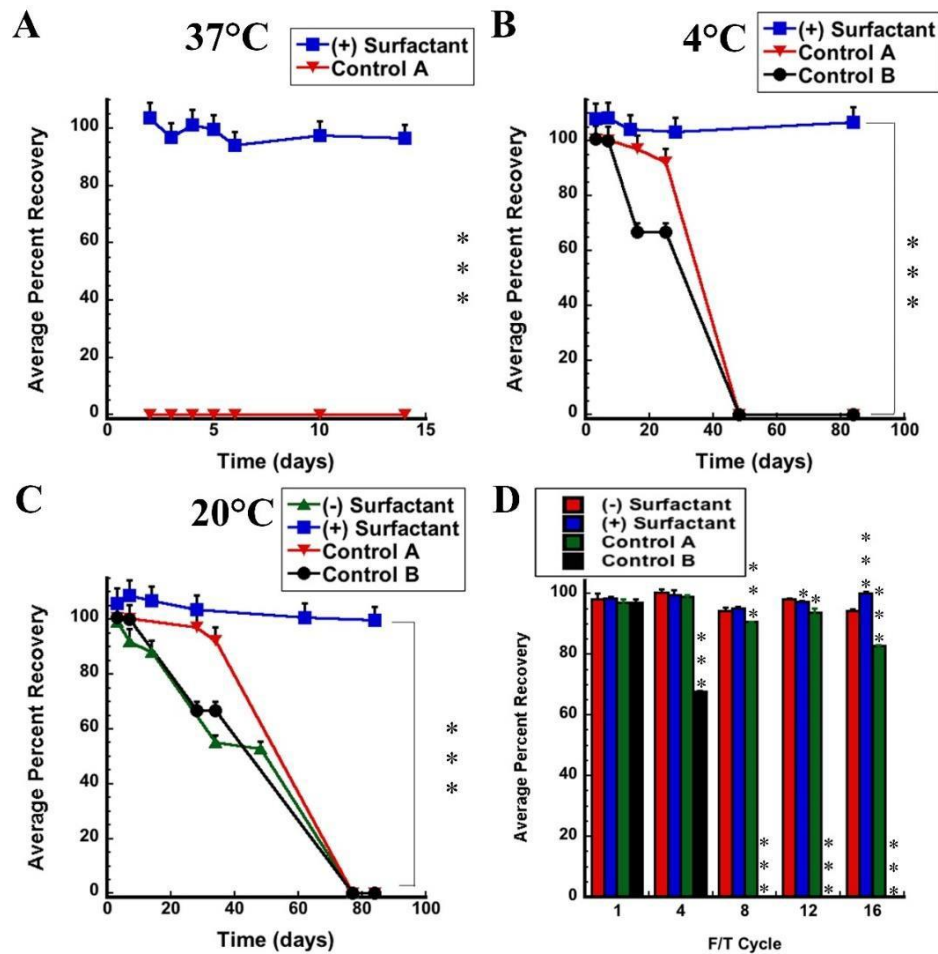 A
37°C
(+) Surfactant
Control A
Average Percent Recovery
100
80
60
40
20
0
0
5
10
15
Time (days)
* * *
B
4°C
(+) Surfactant
Control A
Control B
Average Percent Recovery
100
80
60
40
20
0
0
20
40
60
80
100
Time (days)
* * *
C
20°C
(-) Surfactant
(+) Surfactant
Control A
Control B
Average Percent Recovery
100
80
60
40
20
0
0
20
40
60
80
100
Time (days)
* * *
D
(-) Surfactant
(+) Surfactant
Control A
Control B
Average Percent Recovery
100
80
60
40
20
0
* * *
* * *
* * *
*
*
* * *
* * *
* * *
* * *
1
4
8
12
16
F/T Cycle